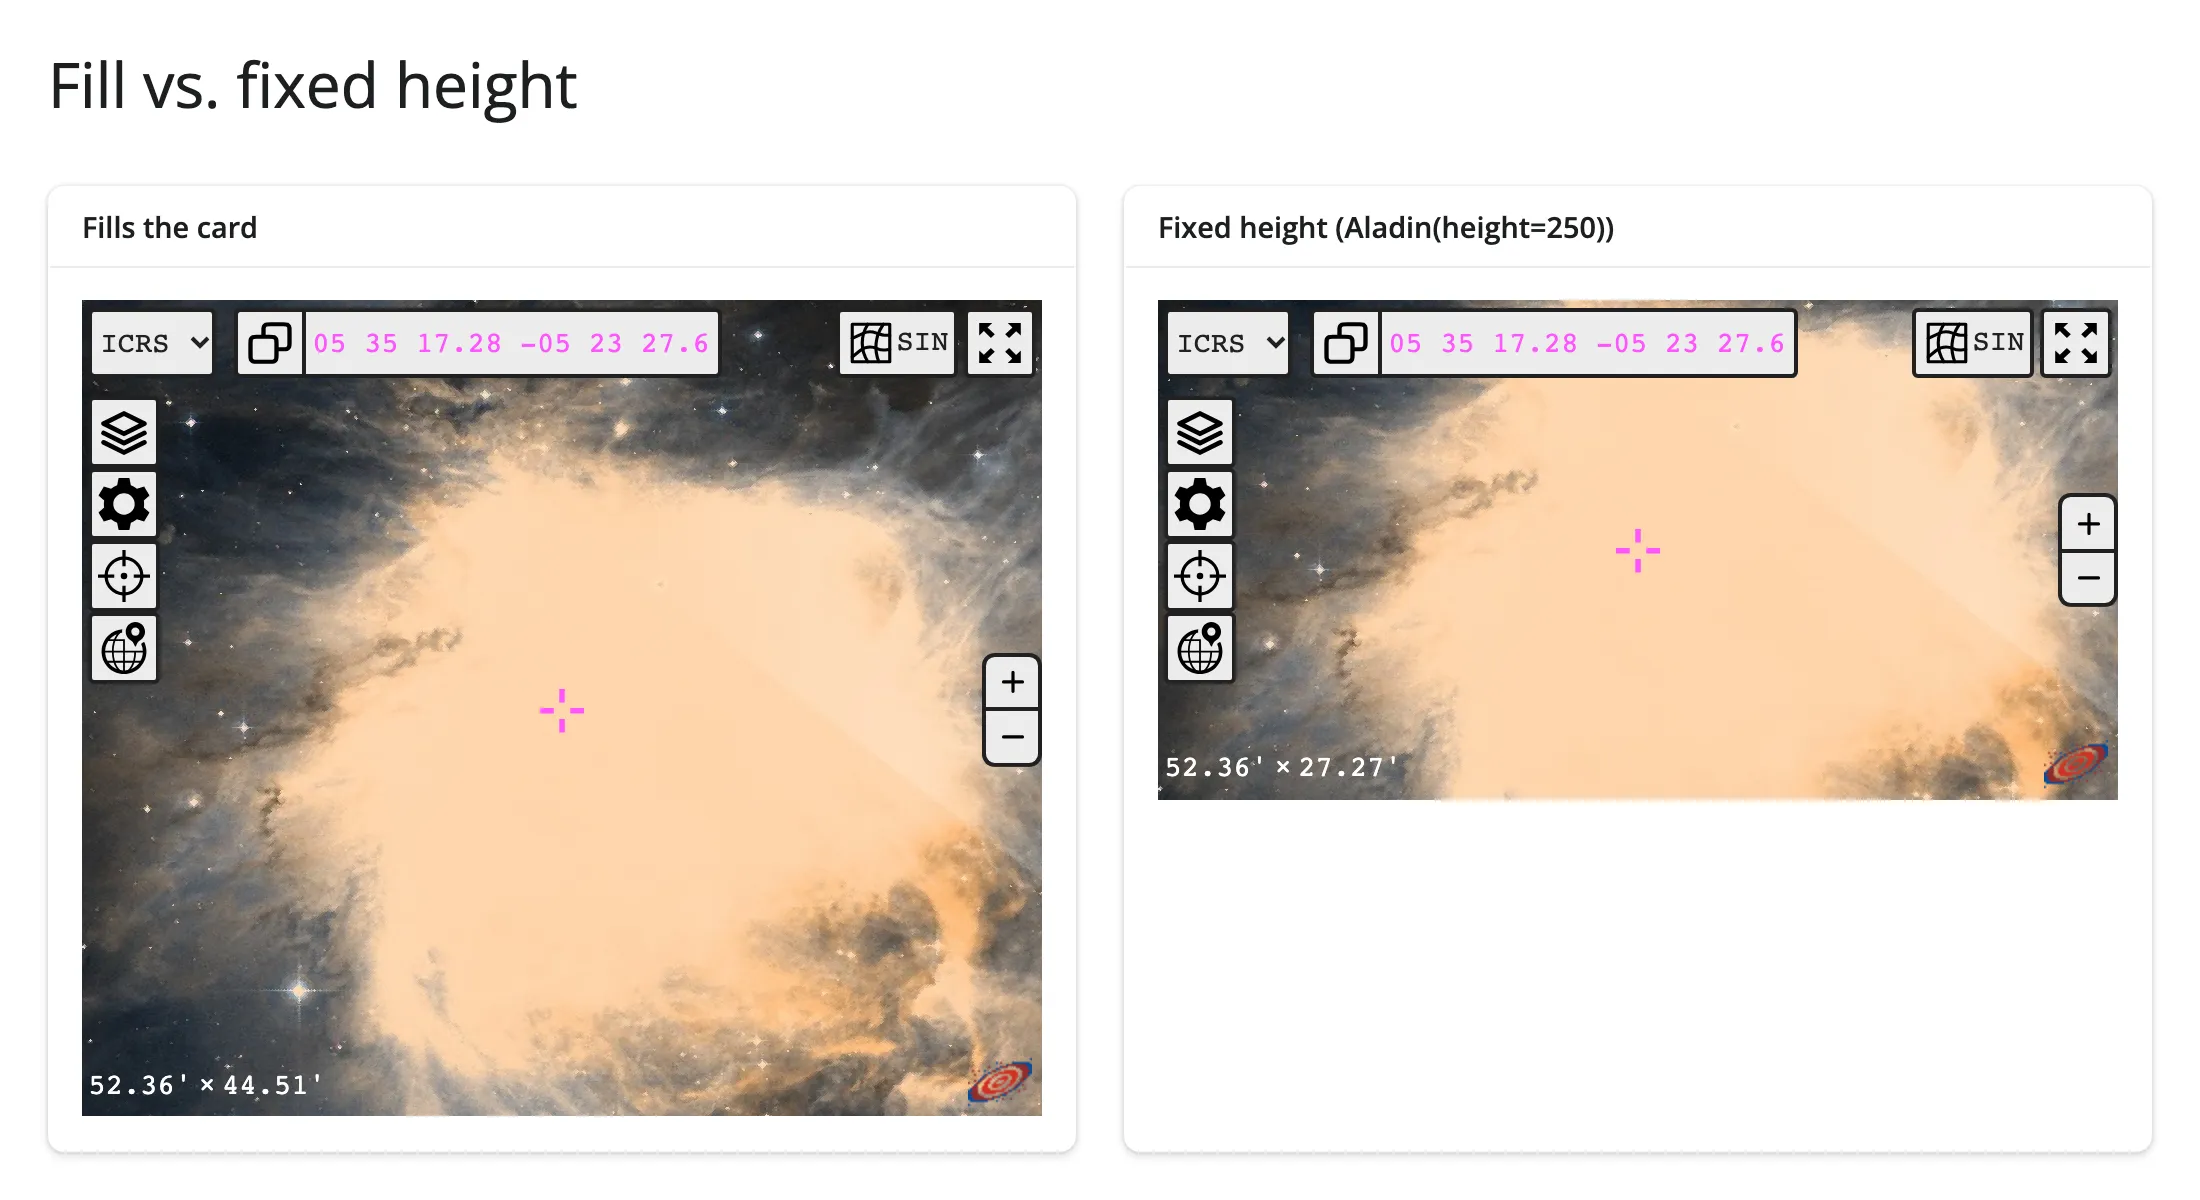 Fill vs. fixed height
Fills the card
ICRS
05 35 17.28 −05 23 27.6
SIN
+
−
52.36' × 44.51'
Fixed height (Aladin(height=250))
ICRS
05 35 17.28 −05 23 27.6
SIN
+
−
52.36' × 27.27'